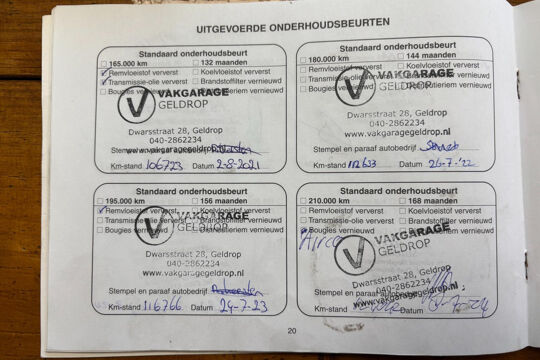 UITGEVOERDE ONDERHOUDSBEURTEN
Standaard onderhoudsbeurt
165.000 km 132 maanden
Remvloeistof ververst Koelvloeistof ververst
Transmissie-olie ververst Brandstoffilter vernieuwd
Bougies vernieuwd
VAKGARAGE
GELDROP
Dwarsstraat 28, Geldrop
040-2862234
www.vakgaragegeldrop.nl
Stempel en paraaf autobedrijf
Km-stand 106723 Datum 2-8-2021
Standaard onderhoudsbeurt
180.000 km 144 maanden
Remvloeistof ververst Koelvloeistof ververst
Transmissie-olie ververst Brandstoffilter vernieuwd
Bougies vernieuwd Distributieriem vernieuwd
VAKGARAGE
GELDROP
Dwarsstraat 28, Geldrop
040-2862234
www.vakgaragegeldrop.nl
Stempel en paraaf autobedrijf
Km-stand 112633 Datum 26-7-'22
Standaard onderhoudsbeurt
195.000 km 156 maanden
Remvloeistof ververst Koelvloeistof ververst
Transmissie-olie ververst Brandstoffilter vernieuwd
Bougies vernieuwd Distributieriem vernieuwd
VAKGARAGE
GELDROP
Dwarsstraat 28, Geldrop
040-2862234
www.vakgaragegeldrop.nl
Stempel en paraaf autobedrijf
Km-stand 116766 Datum 24-7-23
Standaard onderhoudsbeurt
210.000 km 168 maanden
Remvloeistof ververst Koelvloeistof ververst
Transmissie-olie ververst Brandstoffilter vernieuwd
Bougies vernieuwd Distributieriem vernieuwd
Airco
VAKGARAGE
GELDROP
Dwarsstraat 28, Geldrop
040-2862234
www.vakgaragegeldrop.nl
Stempel en paraaf autobedrijf
Km-stand Datum
20